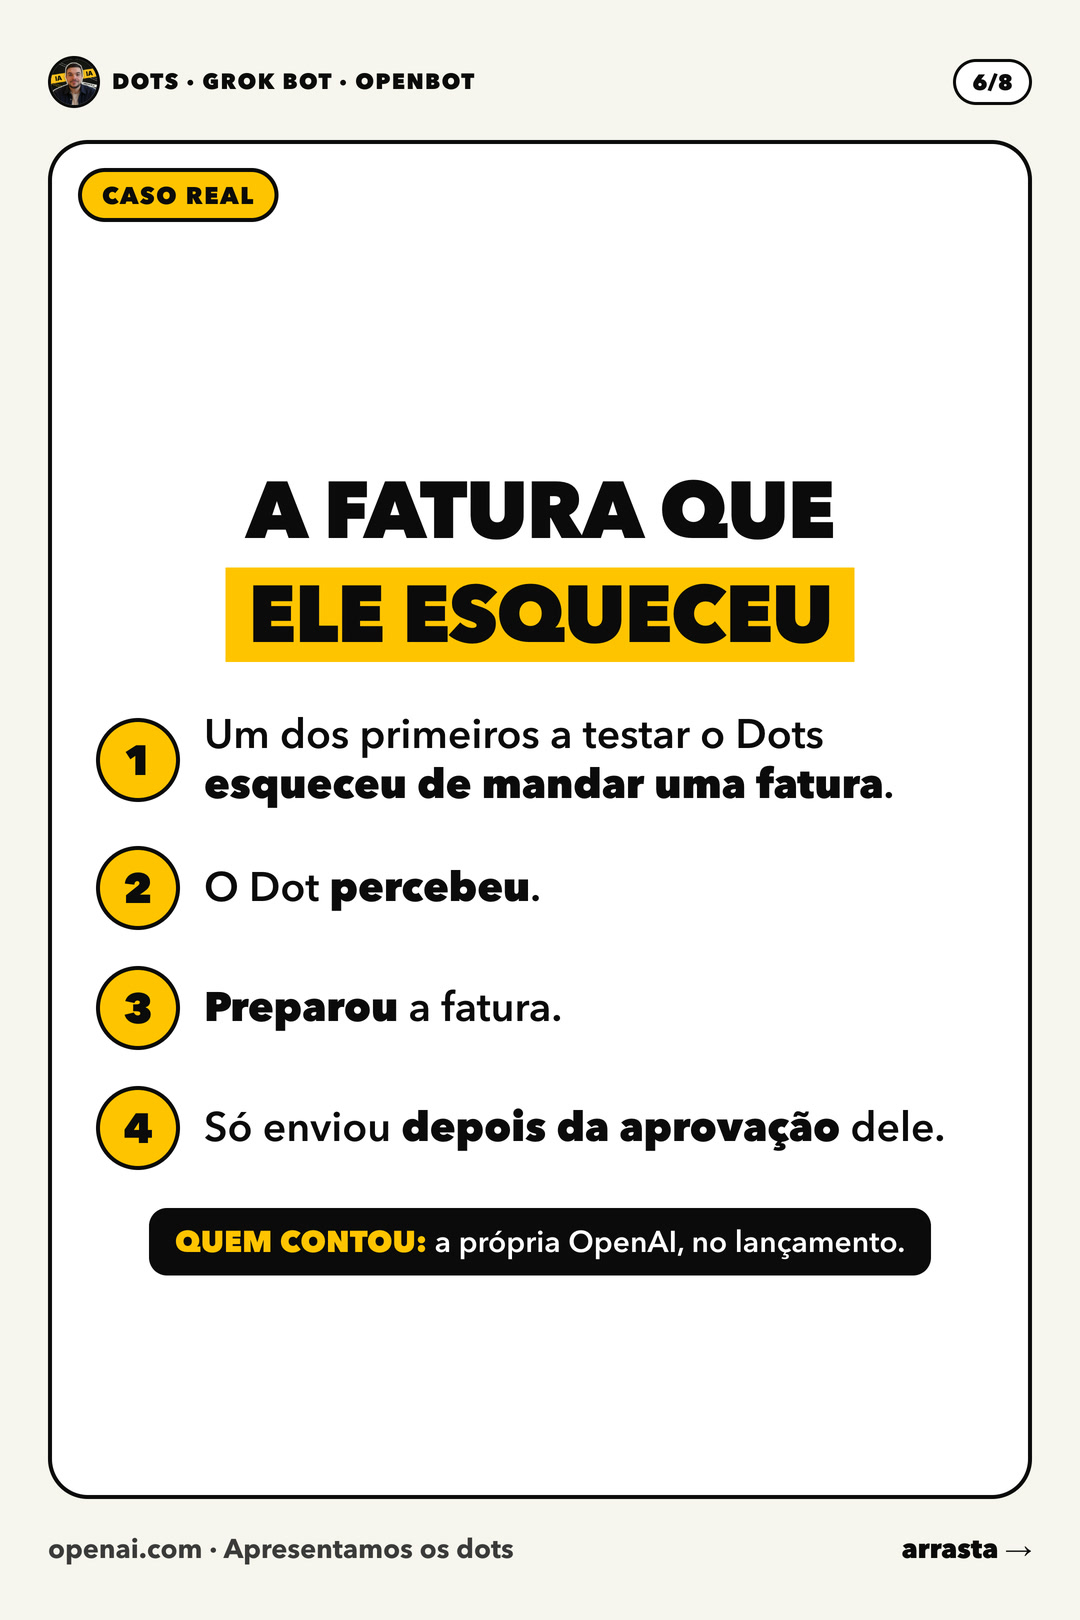 DOTS · GROK BOT · OPENBOT
6/8
CASO REAL
A FATURA QUE
ELE ESQUECEU
1
Um dos primeiros a testar o Dots
esqueceu de mandar uma fatura.
2
O Dot percebeu.
3
Preparou a fatura.
4
Só enviou depois da aprovação dele.
QUEM CONTOU: a própria OpenAI, no lançamento.
openai.com · Apresentamos os dots
arrasta →